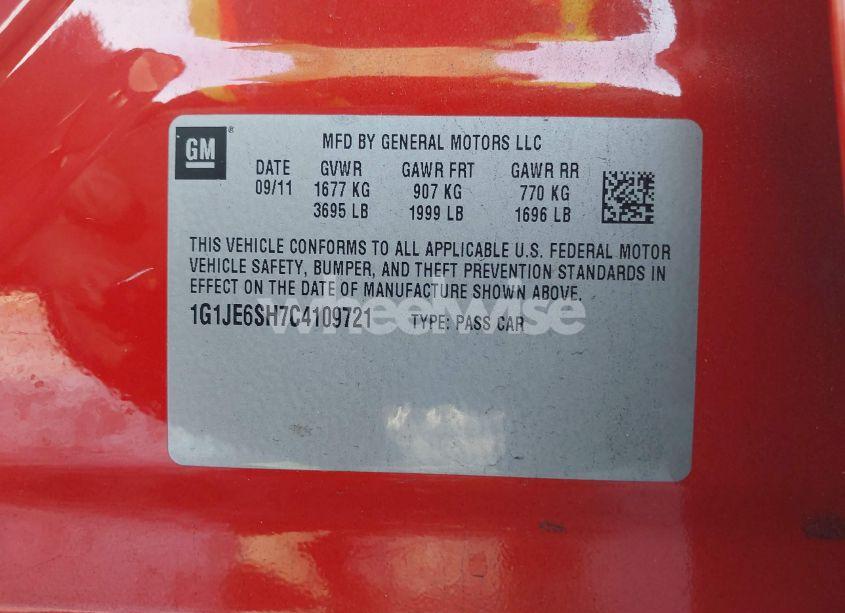 GM ®
MFD BY GENERAL MOTORS LLC
DATE GVWR GAWR FRT GAWR RR
09/11 1677 KG 907 KG 770 KG
3695 LB 1999 LB 1696 LB
THIS VEHICLE CONFORMS TO ALL APPLICABLE U.S. FEDERAL MOTOR
VEHICLE SAFETY, BUMPER, AND THEFT PREVENTION STANDARDS IN
EFFECT ON THE DATE OF MANUFACTURE SHOWN ABOVE.
1G1JE6SH7C4109721 TYPE: PASS CAR
wheelwise